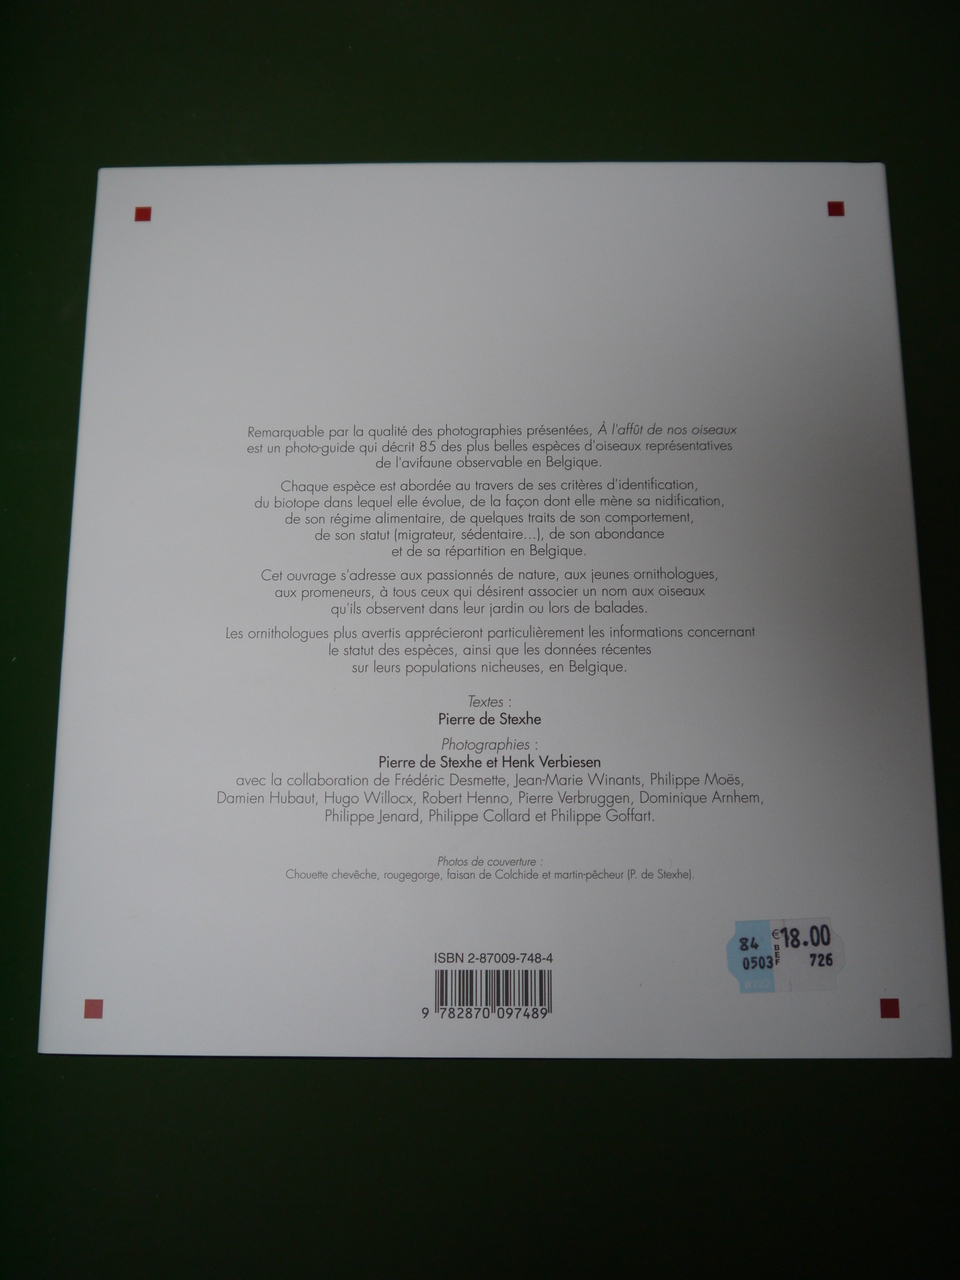 Remarquable par la qualité des photographies présentées, À l'affût de nos oiseaux
est un photo-guide qui décrit 85 des plus belles espèces d'oiseaux représentatives
de l'avifaune observable en Belgique.
Chaque espèce est abordée au travers de ses critères d'identification,
du biotope dans lequel elle évolue, de la façon dont elle mène sa nidification,
de son régime alimentaire, de quelques traits de son comportement,
de son statut (migrateur, sédentaire...), de son abondance
et de sa répartition en Belgique.
Cet ouvrage s'adresse aux passionnés de nature, aux jeunes ornithologues,
aux promeneurs, à tous ceux qui désirent associer un nom aux oiseaux
qu'ils observent dans leur jardin ou lors de balades.
Les ornithologues plus avertis apprécieront particulièrement les informations concernant
le statut des espèces, ainsi que les données récentes
sur leurs populations nicheuses, en Belgique.
Textes :
Pierre de Stexhe
Photographies :
Pierre de Stexhe et Henk Verbiesen
avec la collaboration de Frédéric Desmette, Jean-Marie Winants, Philippe Moës,
Damien Hubaut, Hugo Willocx, Robert Henno, Pierre Verbruggen, Dominique Arnhem,
Philippe Jenard, Philippe Collard et Philippe Goffart.
Photos de couverture :
Chouette chevêche, rougegorge, faisan de Colchide et martin-pêcheur (P. de Stexhe).
ISBN 2-87009-748-4
9 782870 097489
84 €18.00
0503 BEF 726